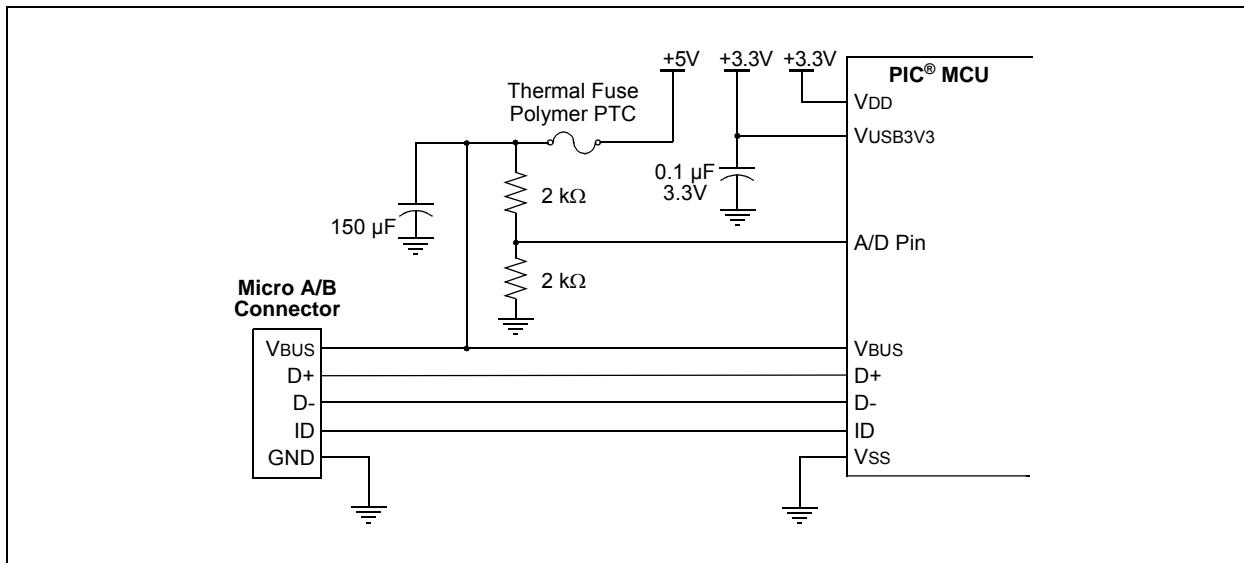 +5V
+3.3V
+3.3V
PIC® MCU
Thermal Fuse
Polymer PTC
VDD
VUSB3V3
0.1 µF
3.3V
2 kΩ
150 µF
A/D Pin
2 kΩ
Micro A/B
Connector
VBUS
VBUS
D+
D+
D-
D-
ID
ID
GND
VSS